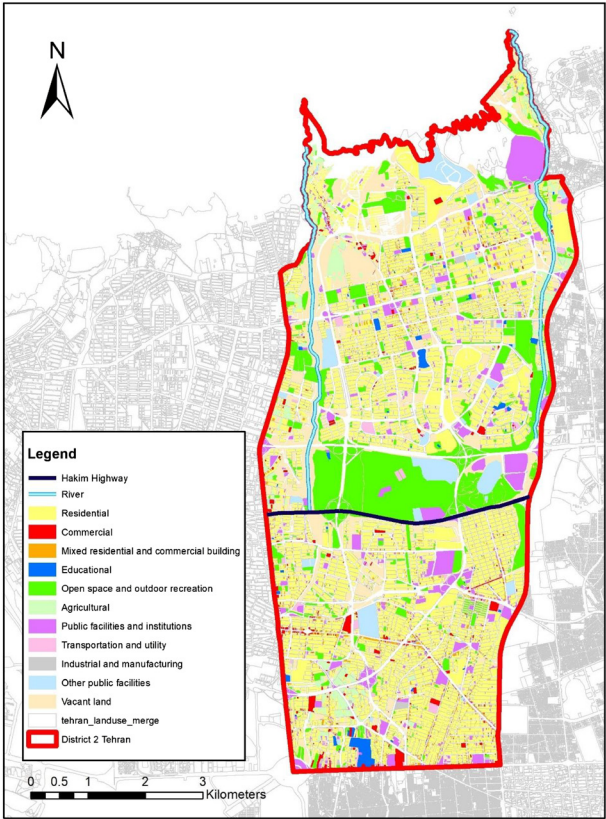 N
Legend
Hakim Highway
River
Residential
Commercial
Mixed residential and commercial building
Educational
Open space and outdoor recreation
Agricultural
Public facilities and institutions
Transportation and utility
Industrial and manufacturing
Other public facilities
Vacant land
tehran_landuse_merge
District 2 Tehran
0 0.5 1 2 3
Kilometers